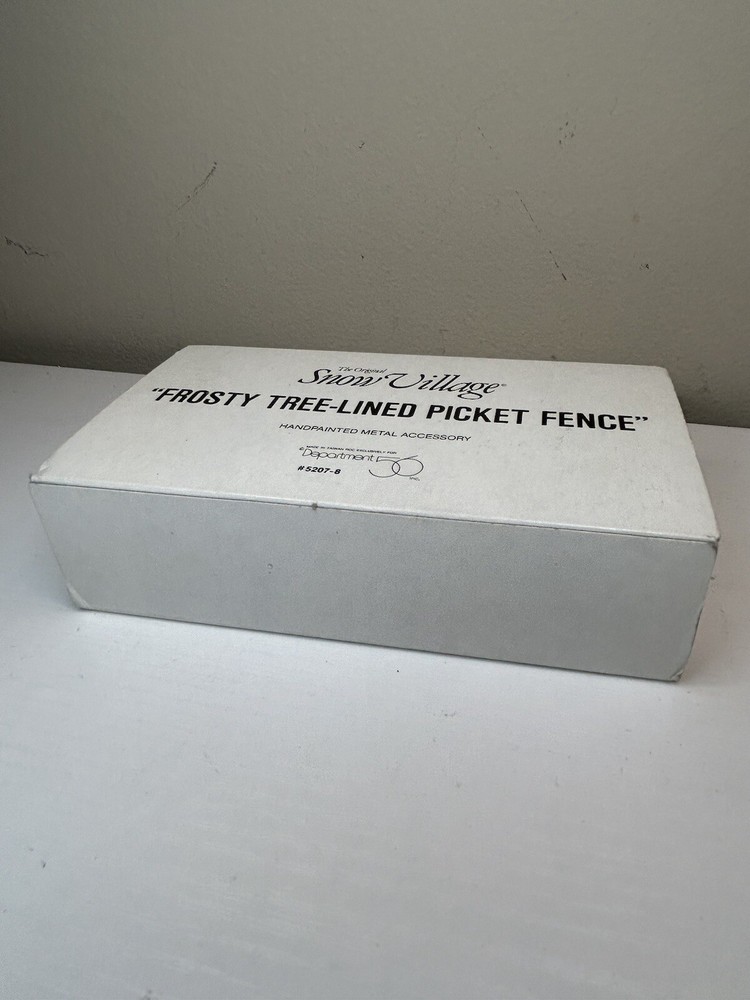 The Original
Snow Village®
"FROSTY TREE-LINED PICKET FENCE"
HANDPAINTED METAL ACCESSORY
MADE IN TAIWAN ROC EXCLUSIVELY FOR
© Department 56 INC.
#5207-8